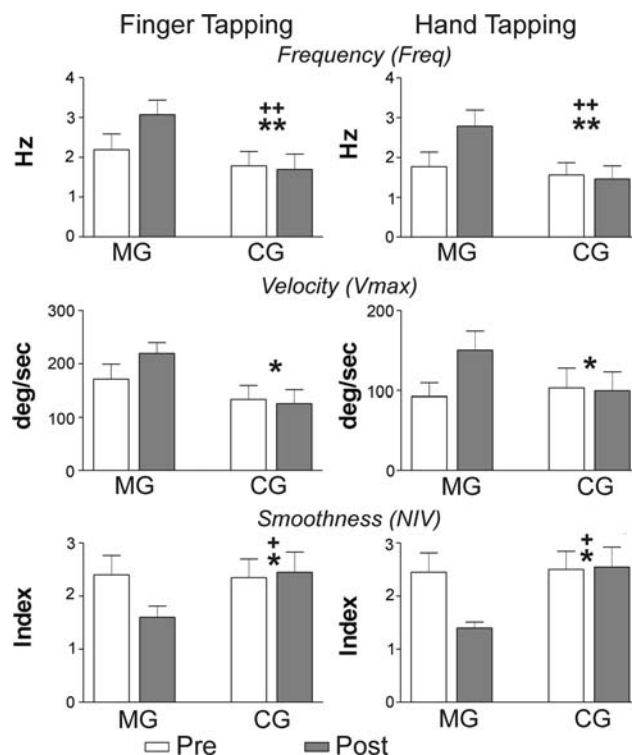 Finger Tapping Hand Tapping
Frequency (Freq)
4 4
3 ++ 3 ++
** **
Hz 2 Hz 2
1 1
0 0
MG CG MG CG
Velocity (Vmax)
300 200
200
deg/sec * deg/sec 100 *
100
0 0
MG CG MG CG
Smoothness (NIV)
3 + 3 +
* *
2 2
Index Index
1 1
0 0
MG CG MG CG
Pre Post